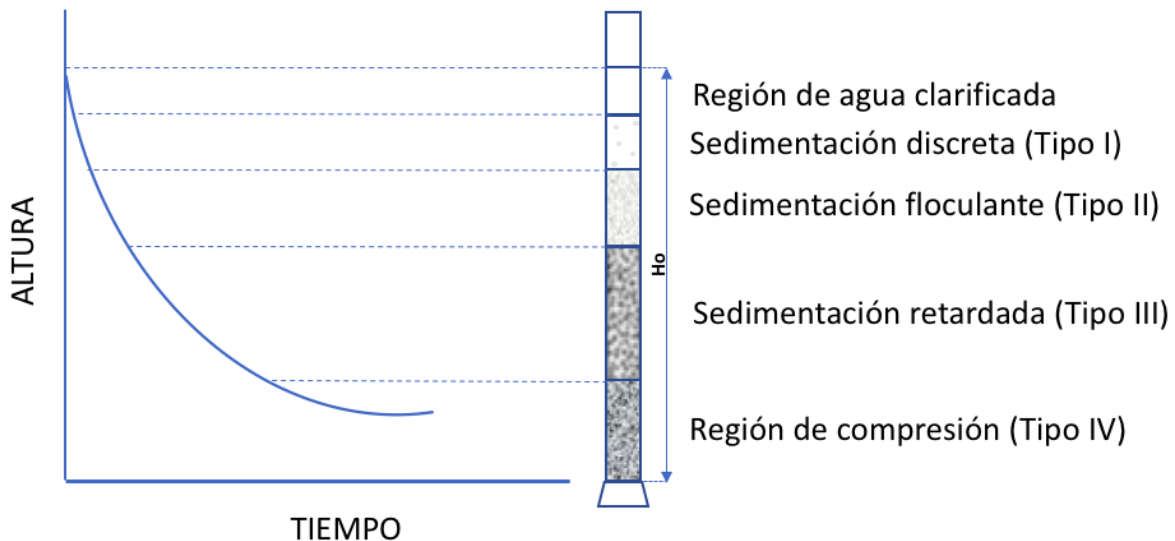 ALTURA
TIEMPO
Ho
Región de agua clarificada
Sedimentación discreta (Tipo I)
Sedimentación floculante (Tipo II)
Sedimentación retardada (Tipo III)
Región de compresión (Tipo IV)